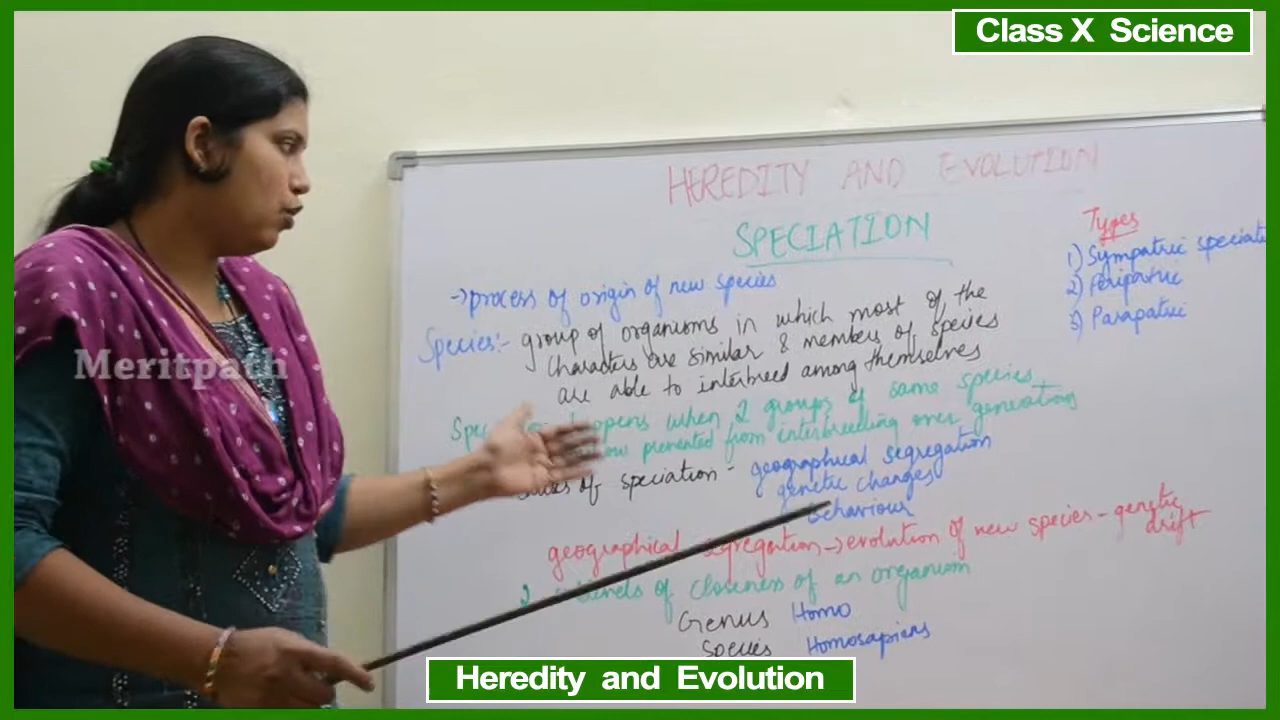 Class X Science
HEREDITY AND EVOLUTION
SPECIATION
Types
1) Sympatric speciati
2) Peripatric
3) Parapatric
→ process of origin of new species
Species:- group of organisms in which most of the
characters are similar & members of species
are able to interbreed among themselves
happens when 2 groups of same species
prevented from interbreeding over generations
of speciation - geographical segregation
genetic changes
behaviour
geographical segregation → evolution of new species - genetic
drift
2 levels of closeness of an organism
Genus Homo
Species Homosapiens
Meritpath
Heredity and Evolution